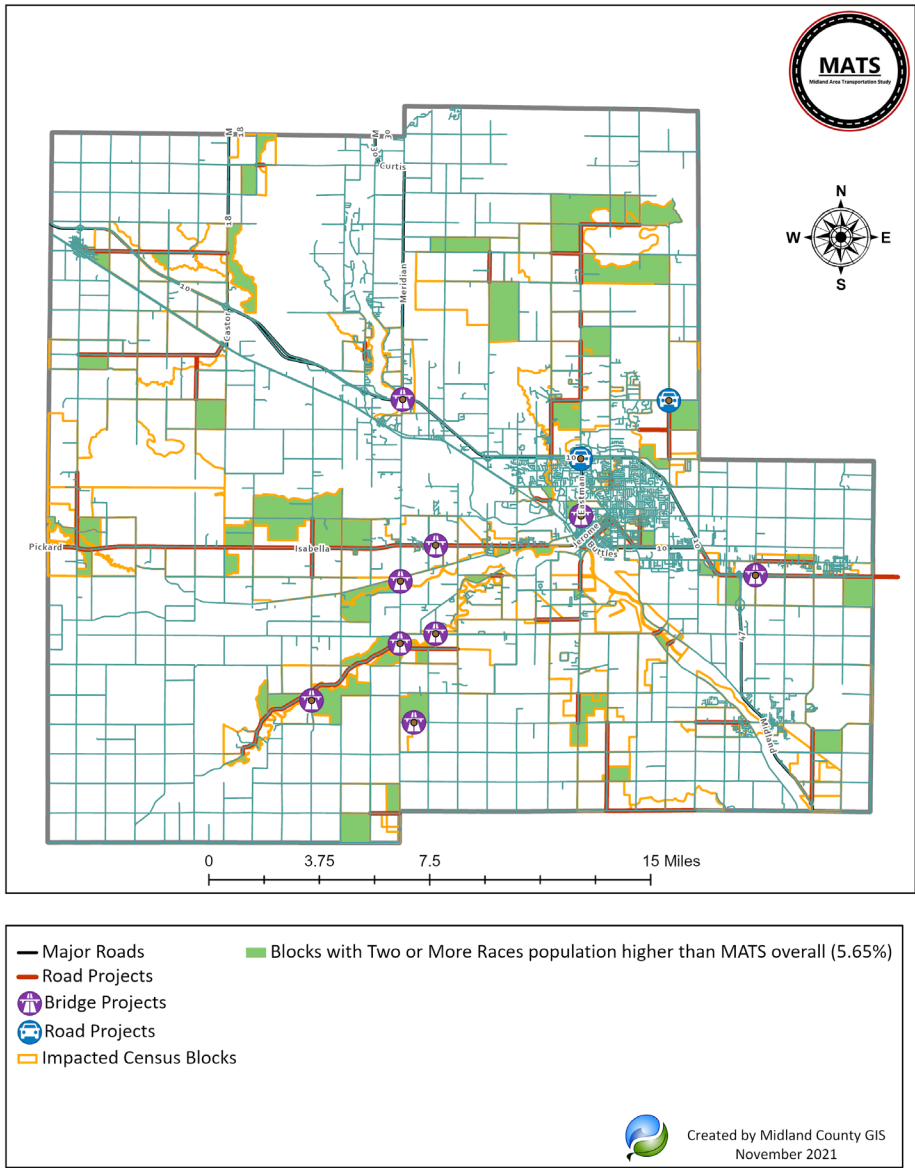 MATS
Midland Area Transportation Study
N
W
E
S
M
18
M
30
Curtis
18
Meridian
10
Castor
10
Eastman
Pickard
Isabella
Jerome
Buttles
10
10
47
Midland
0
3.75
7.5
15 Miles
Major Roads
Blocks with Two or More Races population higher than MATS overall (5.65%)
Road Projects
Bridge Projects
Road Projects
Impacted Census Blocks
Created by Midland County GIS
November 2021